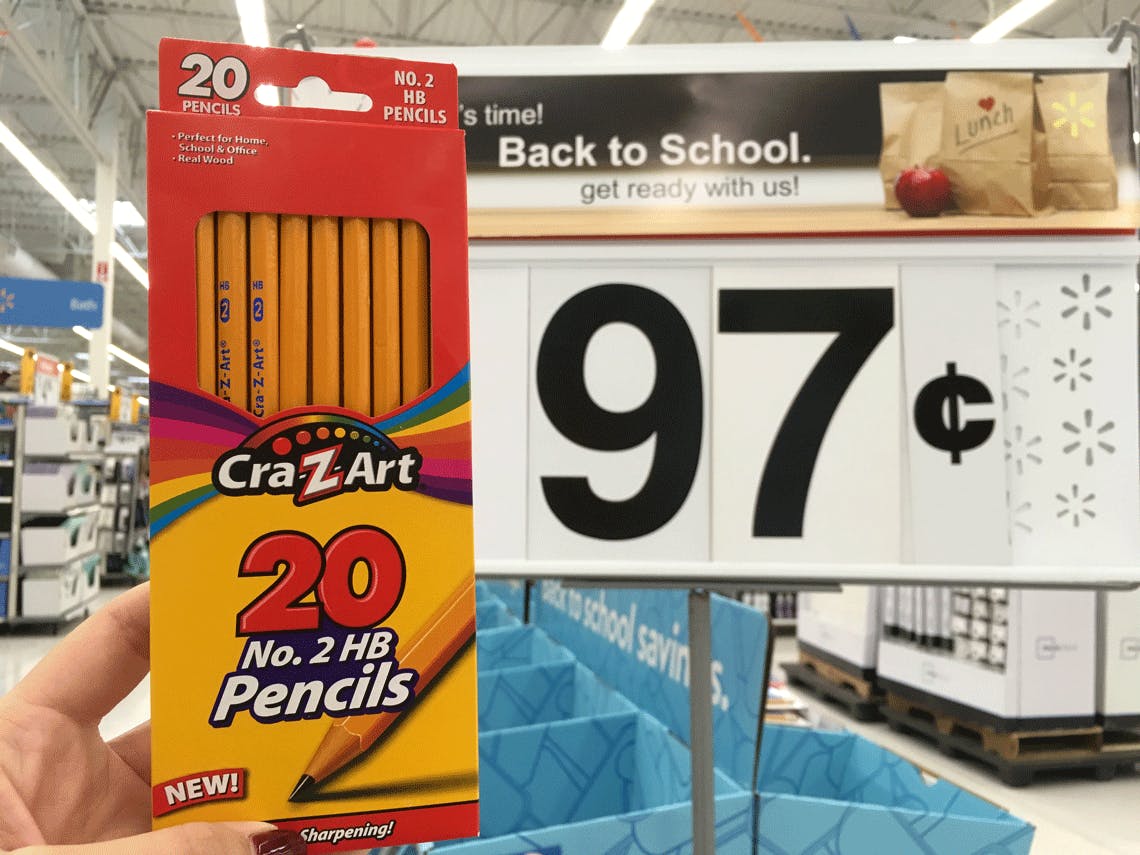 20
PENCILS
NO. 2
HB
PENCILS
• Perfect for Home,
School & Office
• Real Wood
HB
2
HB
2
Cra-Z-Art®
Cra-Z-Art
20
No. 2 HB
Pencils
NEW!
Sharpening!
's time!
Back to School.
get ready with us!
Lunch
97¢
back to school savings.
Bath